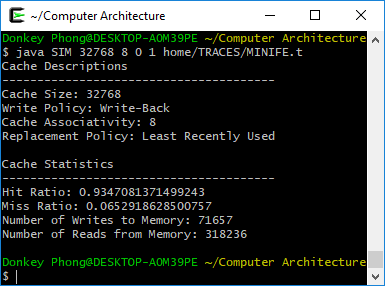 ~/Computer Architecture
Donkey Phong@DESKTOP-AOM39PE ~/Computer Architecture
$ java SIM 32768 8 0 1 home/TRACES/MINIFE.t
Cache Descriptions
---------------------------------------
Cache Size: 32768
Write Policy: Write-Back
Cache Associativity: 8
Replacement Policy: Least Recently Used

Cache Statistics
---------------------------------------
Hit Ratio: 0.9347081371499243
Miss Ratio: 0.0652918628500757
Number of Writes to Memory: 71657
Number of Reads from Memory: 318236

Donkey Phong@DESKTOP-AOM39PE ~/Computer Architecture
$